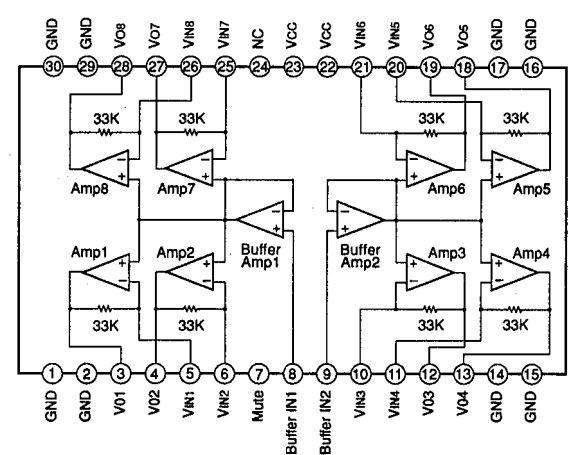 GND GND VO8 VO7 VIN8 VIN7 NC VCC VCC VIN6 VIN5 VO6 VO5 GND GND
30 29 28 27 26 25 24 23 22 21 20 19 18 17 16
33K 33K 33K 33K
− + − + − + − +
Amp8 Amp7 Amp6 Amp5
− + − +
Buffer Amp1
Buffer Amp2
Amp1 Amp2 Amp3 Amp4
+ − + − + − + −
33K 33K 33K 33K
1 2 3 4 5 6 7 8 9 10 11 12 13 14 15
GND GND V01 V02 VIN1 VIN2 Mute Buffer IN1 Buffer IN2 VIN3 VIN4 V03 V04 GND GND